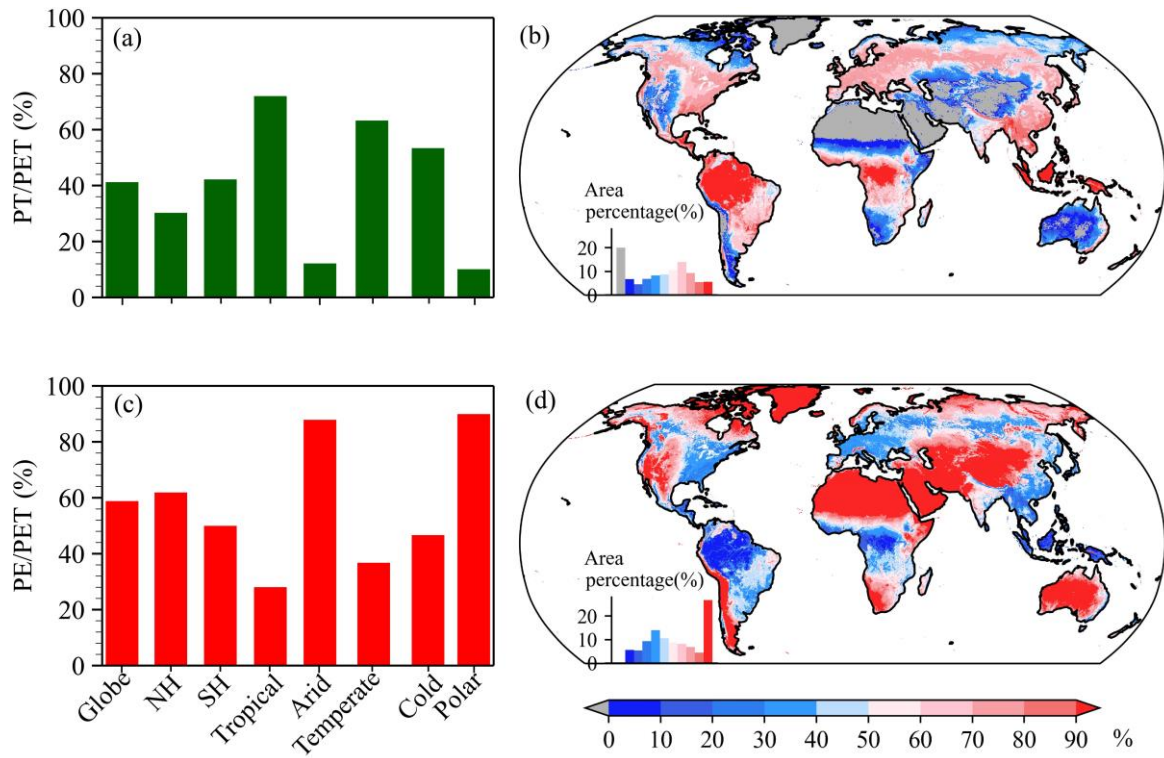 (a)
PT/PET (%)
100
80
60
40
20
0
(b)
Area
percentage(%)
20
10
0
(c)
PE/PET (%)
100
80
60
40
20
0
Globe
NH
SH
Tropical
Arid
Temperate
Cold
Polar
(d)
Area
percentage(%)
20
10
0
0 10 20 30 40 50 60 70 80 90 %